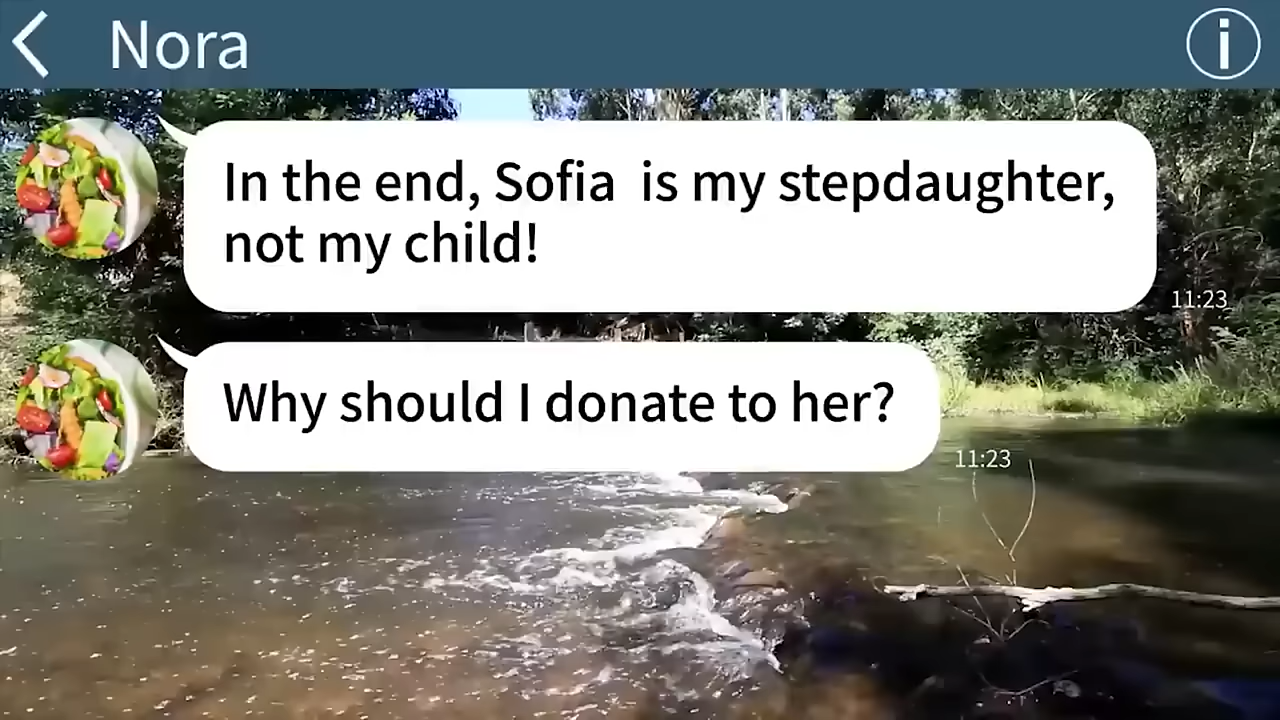 Nora
In the end, Sofia  is my stepdaughter,
not my child!
11:23
Why should I donate to her?
11:23